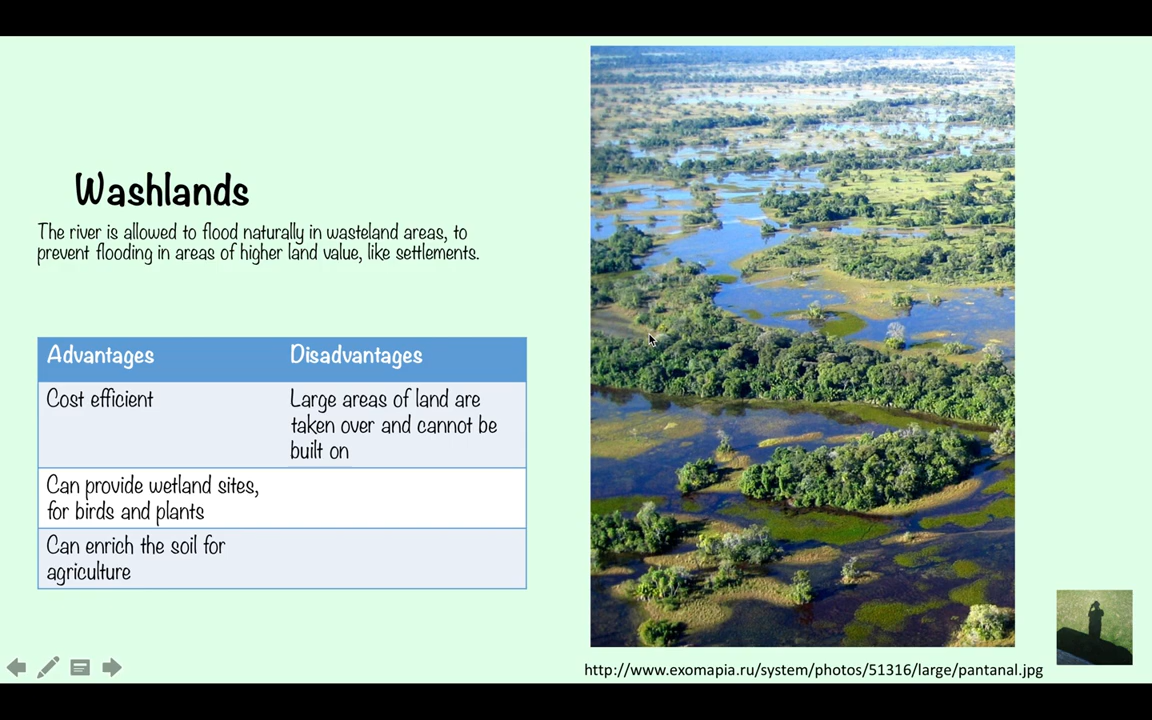 Washlands
The river is allowed to flood naturally in wasteland areas, to
prevent flooding in areas of higher land value, like settlements.
Advantages
Disadvantages
Cost efficient
Large areas of land are
taken over and cannot be
built on
Can provide wetland sites,
for birds and plants
Can enrich the soil for
agriculture
http://www.exomapia.ru/system/photos/51316/large/pantanal.jpg